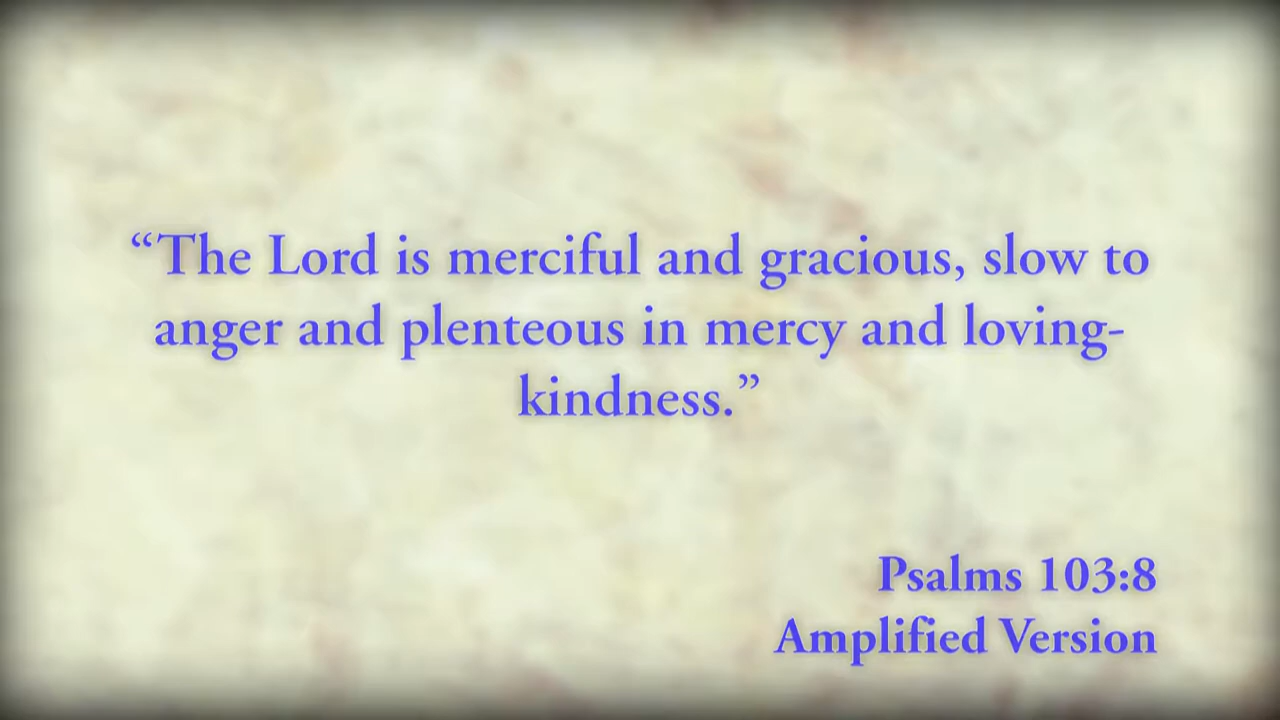 “The Lord is merciful and gracious, slow to
anger and plenteous in mercy and loving-
kindness.”
Psalms 103:8
Amplified Version